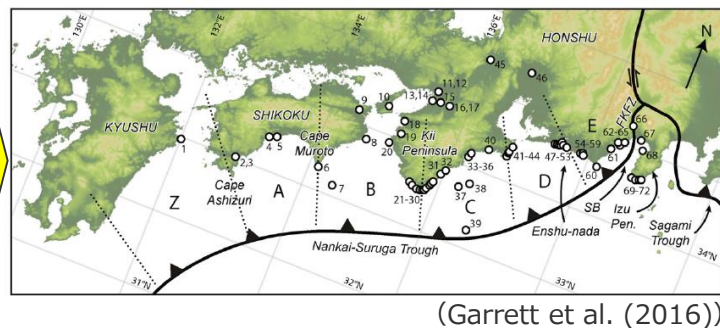 130°E
132°E
136°E
HONSHU
N
45
46
11,12
13,14
15
16,17
10
9
SHIKOKU
KYUSHU
18
19
20
8
Kii
Peninsula
Cape
Muroto
1
4
5
2,3
6
7
Cape
Ashizuri
Z
A
B
C
D
E
21-30
31
32
33-36
37
38
39
40
41-44
47-53
54-59
60
61
62-65
66
67
68
69-72
FKFZ
SB
Enshu-nada
Izu
Pen.
Sagami
Trough
Nankai-Suruga Trough
31°N
32°N
33°N
34°N
(Garrett et al. (2016))